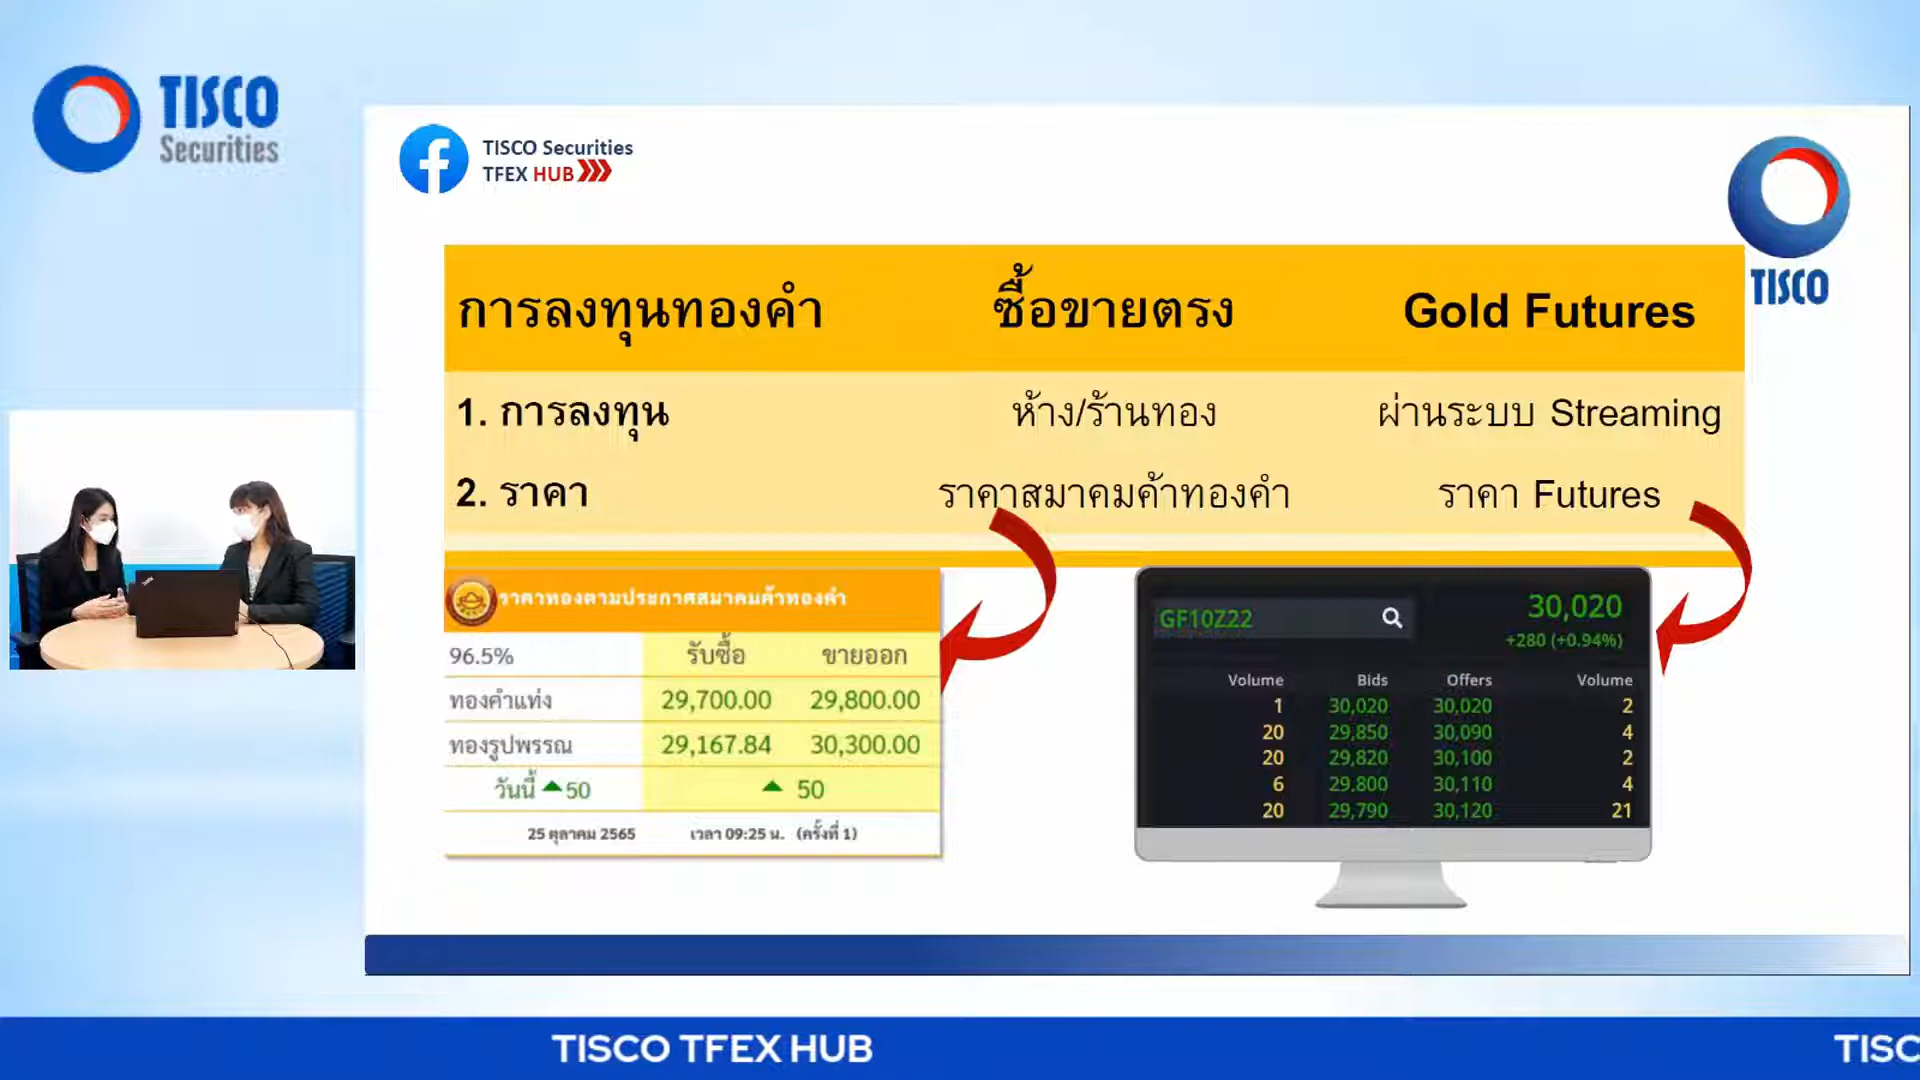 TISCO
Securities
TISCO Securities
TFEX HUB
TISCO
การลงทุนทองคำ ซื้อขายตรง Gold Futures
1. การลงทุน ห้าง/ร้านทอง ผ่านระบบ Streaming
2. ราคา ราคาสมาคมค้าทองคำ ราคา Futures
ราคาทองตามประกาศสมาคมค้าทองคำ
96.5% รับซื้อ ขายออก
ทองคำแท่ง 29,700.00 29,800.00
ทองรูปพรรณ 29,167.84 30,300.00
วันนี้ 50 50
25 ตุลาคม 2565 เวลา 09:25 น. (ครั้งที่ 1)
GF10Z22 30,020
+280 (+0.94%)
Volume Bids Offers Volume
1 30,020 30,020 2
20 29,850 30,090 4
20 29,820 30,100 2
6 29,800 30,110 4
20 29,790 30,120 21
TISCO TFEX HUB TISC